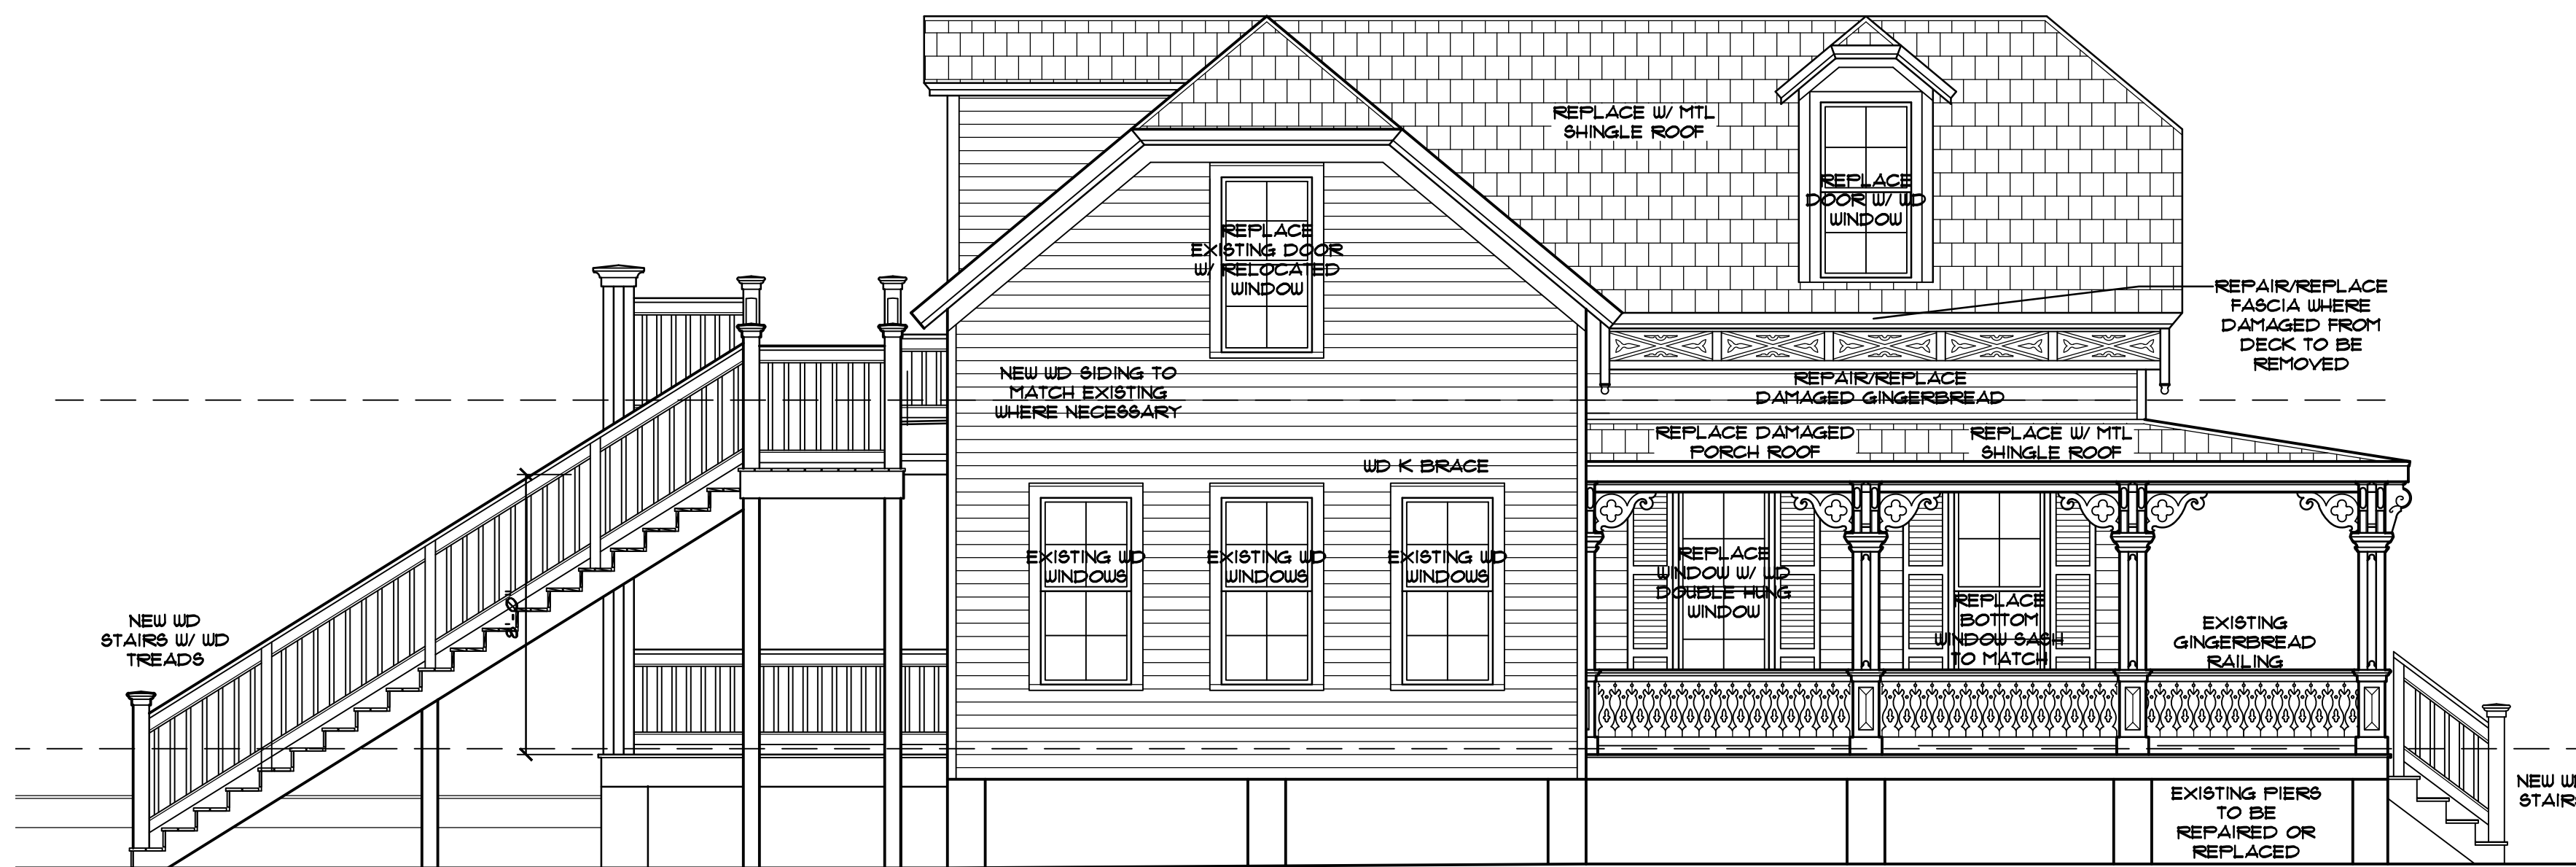 REPLACE W/ MTL
SHINGLE ROOF
REPLACE
DOOR W/ WD
WINDOW
REPLACE
EXISTING DOOR
W/ RELOCATED
WINDOW
REPAIR/REPLACE
FASCIA WHERE
DAMAGED FROM
DECK TO BE
REMOVED
NEW WD SIDING TO
MATCH EXISTING
WHERE NECESSARY
REPAIR/REPLACE
DAMAGED GINGERBREAD
REPLACE DAMAGED
PORCH ROOF
REPLACE W/ MTL
SHINGLE ROOF
WD K BRACE
EXISTING WD
WINDOWS
EXISTING WD
WINDOWS
EXISTING WD
WINDOWS
REPLACE
WINDOW W/ WD
DOUBLE HUNG
WINDOW
REPLACE
BOTTOM
WINDOW SASH
TO MATCH
EXISTING
GINGERBREAD
RAILING
NEW WD
STAIRS W/ WD
TREADS
EXISTING PIERS
TO BE
REPAIRED OR
REPLACED
NEW